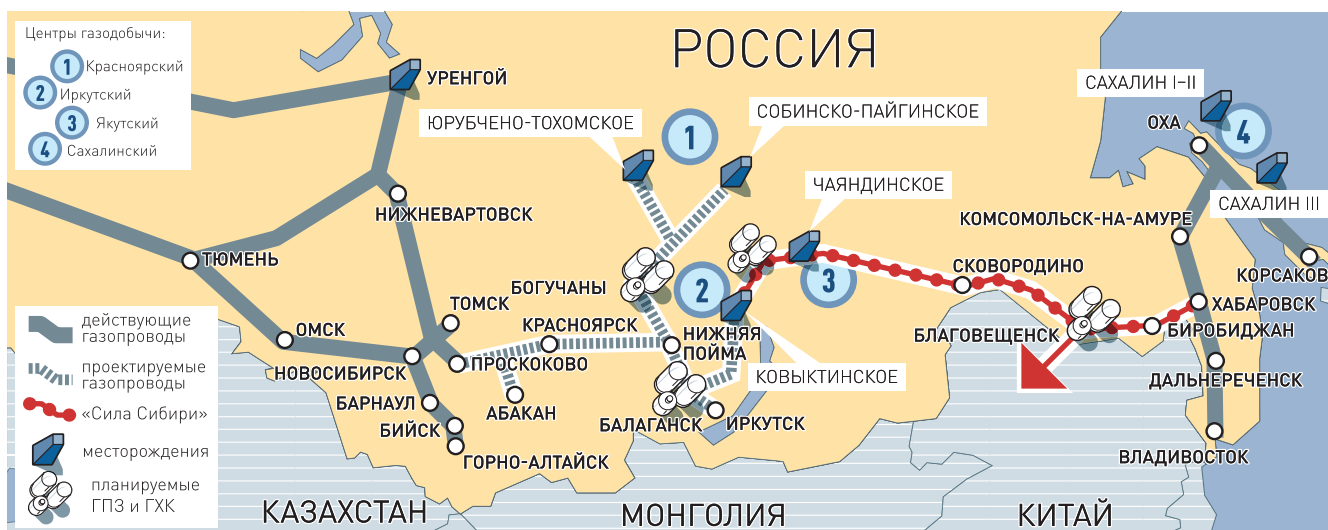 Центры газодобычи:
1 Красноярский
2 Иркутский
3 Якутский
4 Сахалинский
РОССИЯ
УРЕНГОЙ
САХАЛИН I–II
ЮРУБЧЕНО-ТОХОМСКОЕ
СОБИНСКО-ПАЙГИНСКОЕ
1
ОХА
4
ЧАЯНДИНСКОЕ
НИЖНЕВАРТОВСК
САХАЛИН III
КОМСОМОЛЬСК-НА-АМУРЕ
ТЮМЕНЬ
СКОВОРОДИНО
КОРСАКОВ
БОГУЧАНЫ
2
3
ТОМСК
ХАБАРОВСК
действующие
газопроводы
ОМСК
КРАСНОЯРСК
НИЖНЯЯ
ПОЙМА
БЛАГОВЕЩЕНСК
БИРОБИДЖАН
НОВОСИБИРСК
ПРОСКОКОВО
проектируемые
газопроводы
КОВЫКТИНСКОЕ
ДАЛЬНЕРЕЧЕНСК
БАРНАУЛ
АБАКАН
«Сила Сибири»
БИЙСК
БАЛАГАНСК
ИРКУТСК
месторождения
ГОРНО-АЛТАЙСК
ВЛАДИВОСТОК
планируемые
ГПЗ и ГХК
КАЗАХСТАН
МОНГОЛИЯ
КИТАЙ